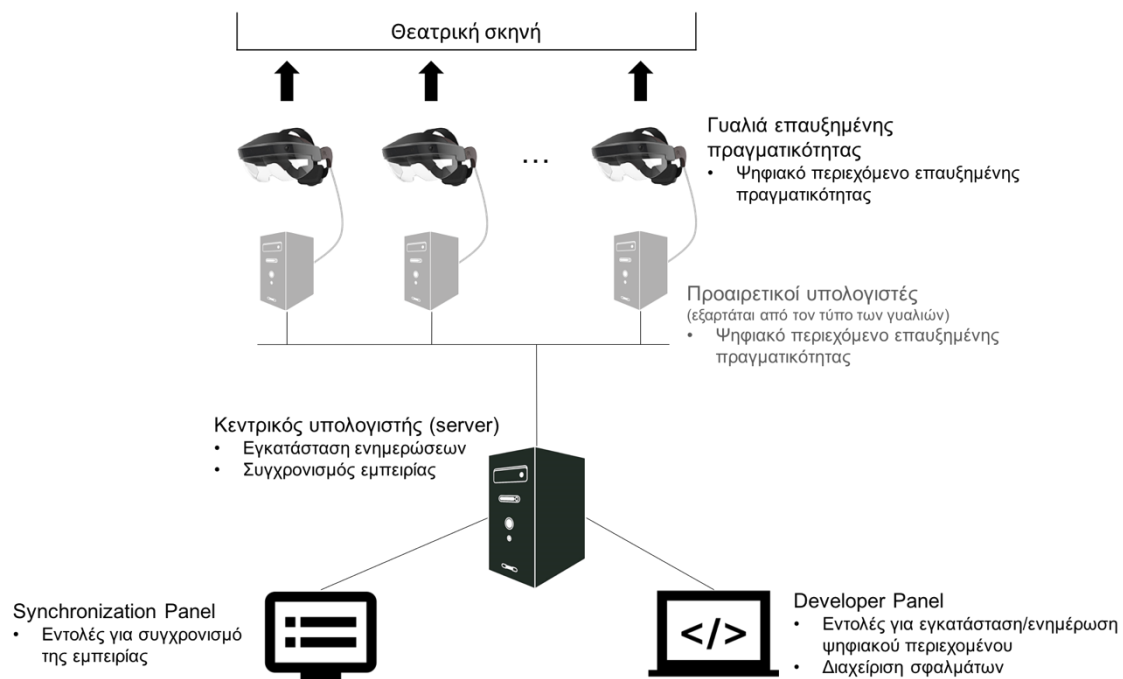 Θεατρική σκηνή
...
Γυαλιά επαυξημένης
πραγματικότητας
• Ψηφιακό περιεχόμενο επαυξημένης
πραγματικότητας
Προαιρετικοί υπολογιστές
(εξαρτάται από τον τύπο των γυαλιών)
• Ψηφιακό περιεχόμενο επαυξημένης
πραγματικότητας
Κεντρικός υπολογιστής (server)
• Εγκατάσταση ενημερώσεων
• Συγχρονισμός εμπειρίας
Synchronization Panel
• Εντολές για συγχρονισμό
της εμπειρίας
</>
Developer Panel
• Εντολές για εγκατάσταση/ενημέρωση
ψηφιακού περιεχομένου
• Διαχείριση σφαλμάτων